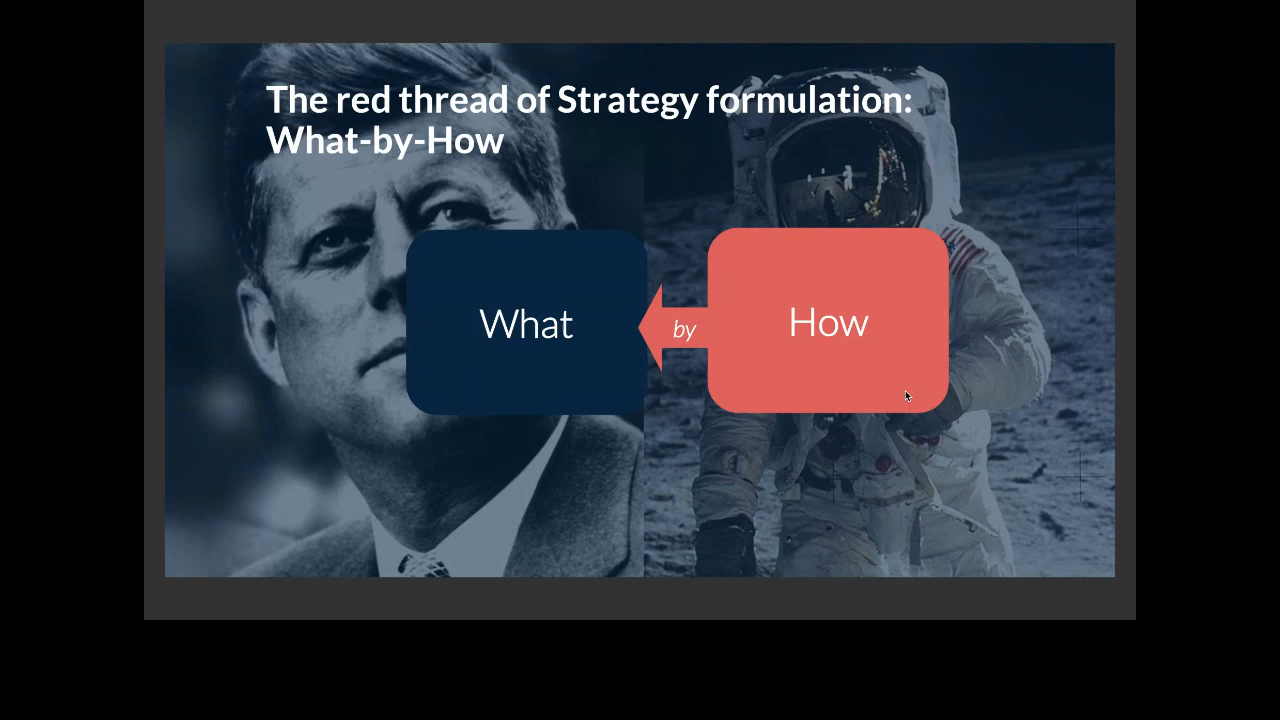 The red thread of Strategy formulation:
What-by-How
What
by
How